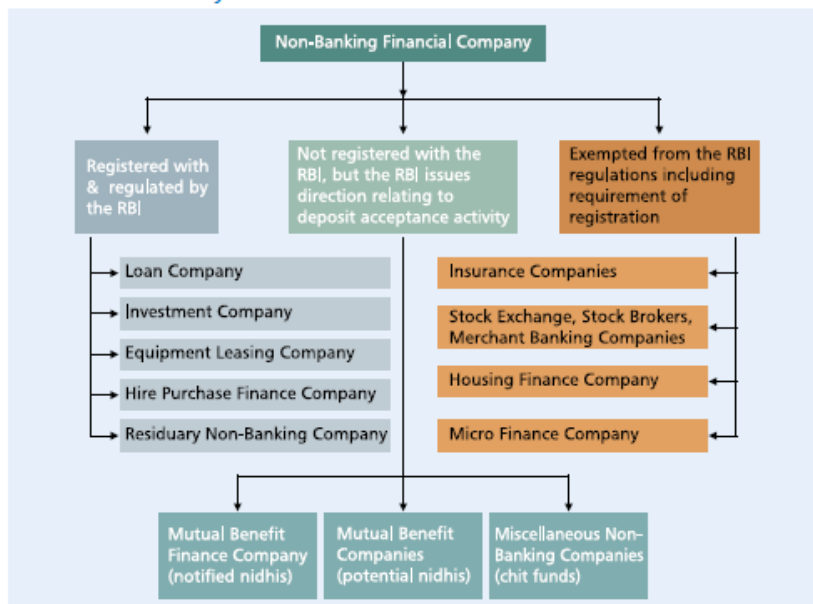 Non-Banking Financial Company
Registered with
& regulated by
the RBI
Not registered with the
RBI, but the RBI issues
direction relating to
deposit acceptance activity
Exempted from the RBI
regulations including
requirement of
registration
Loan Company
Investment Company
Equipment Leasing Company
Hire Purchase Finance Company
Residuary Non-Banking Company
Insurance Companies
Stock Exchange, Stock Brokers,
Merchant Banking Companies
Housing Finance Company
Micro Finance Company
Mutual Benefit
Finance Company
(notified nidhis)
Mutual Benefit
Companies
(potential nidhis)
Miscellaneous Non-
Banking Companies
(chit funds)